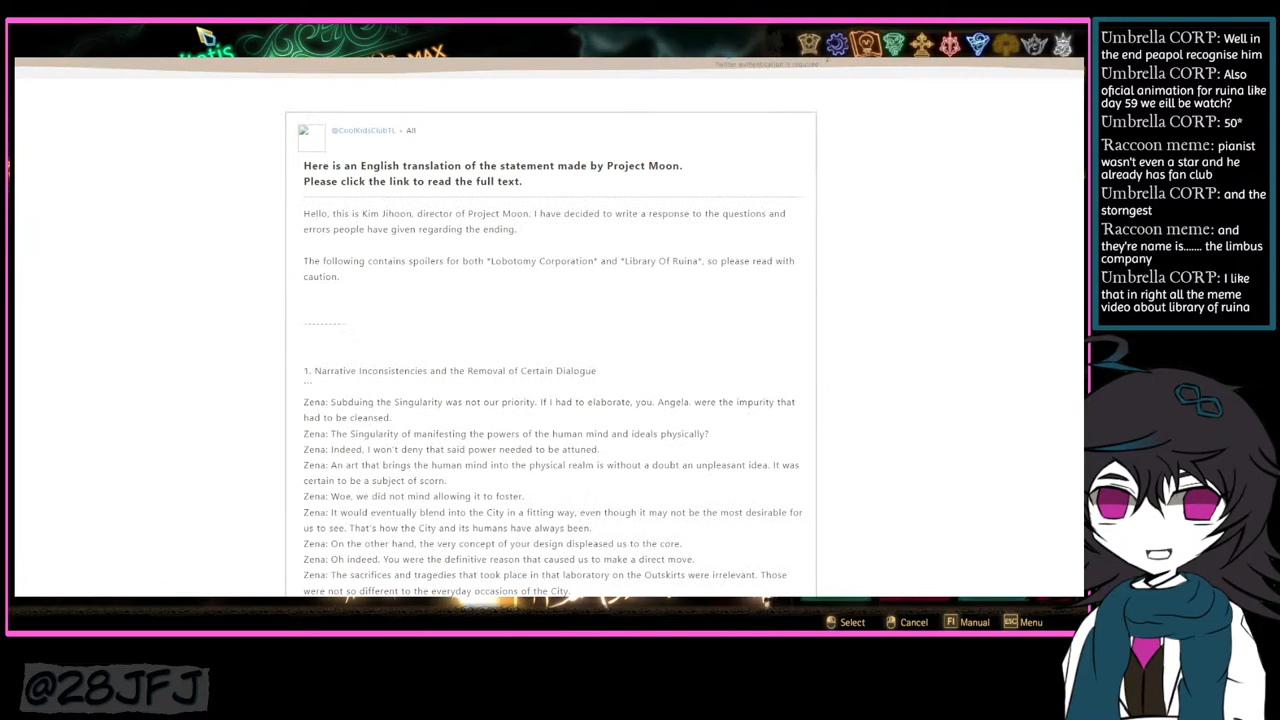 MAX
Twitter authentication is required
@CoolKidsClubTL • All
Here is an English translation of the statement made by Project Moon.
Please click the link to read the full text.
Hello, this is Kim Jihoon, director of Project Moon. I have decided to write a response to the questions and
errors people have given regarding the ending.
The following contains spoilers for both *Lobotomy Corporation* and *Library Of Ruina*, so please read with
caution.
----------
1. Narrative Inconsistencies and the Removal of Certain Dialogue
```
Zena: Subduing the Singularity was not our priority. If I had to elaborate, you. Angela. were the impurity that
had to be cleansed.
Zena: The Singularity of manifesting the powers of the human mind and ideals physically?
Zena: Indeed, I won't deny that said power needed to be attuned.
Zena: An art that brings the human mind into the physical realm is without a doubt an unpleasant idea. It was
certain to be a subject of scorn.
Zena: Woe, we did not mind allowing it to foster.
Zena: It would eventually blend into the City in a fitting way, even though it may not be the most desirable for
us to see. That's how the City and its humans have always been.
Zena: On the other hand, the very concept of your design displeased us to the core.
Zena: Oh indeed. You were the definitive reason that caused us to make a direct move.
Zena: The sacrifices and tragedies that took place in that laboratory on the Outskirts were irrelevant. Those
were not so different to the everyday occasions of the City.
Select
Cancel
F1 Manual
ESC Menu
@28JFJ
Umbrella CORP: Well in
the end peapol recognise him
Umbrella CORP: Also
oficial animation for ruina like
day 59 we eill be watch?
Umbrella CORP: 50*
Raccoon meme: pianist
wasn't even a star and he
already has fan club
Umbrella CORP: and the
storngest
Raccoon meme: and
they're name is....... the limbus
company
Umbrella CORP: I like
that in right all the meme
video about library of ruina